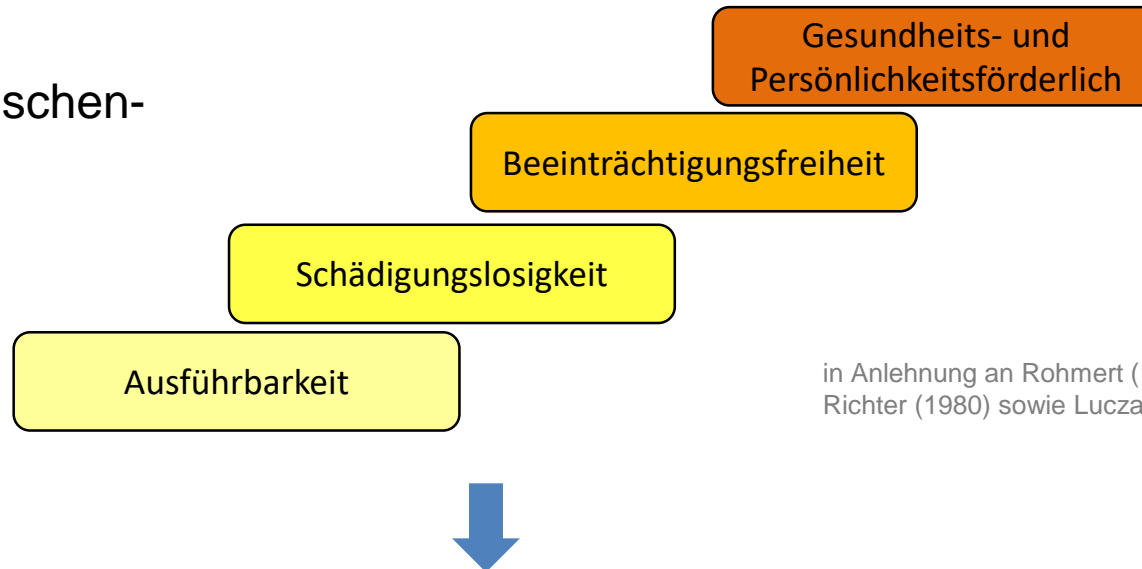 Gesundheits- und
Persönlichkeitsförderlich
schen-
Beeinträchtigungsfreiheit
Schädigungslosigkeit
Ausführbarkeit
in Anlehnung an Rohmert (
Richter (1980) sowie Lucza